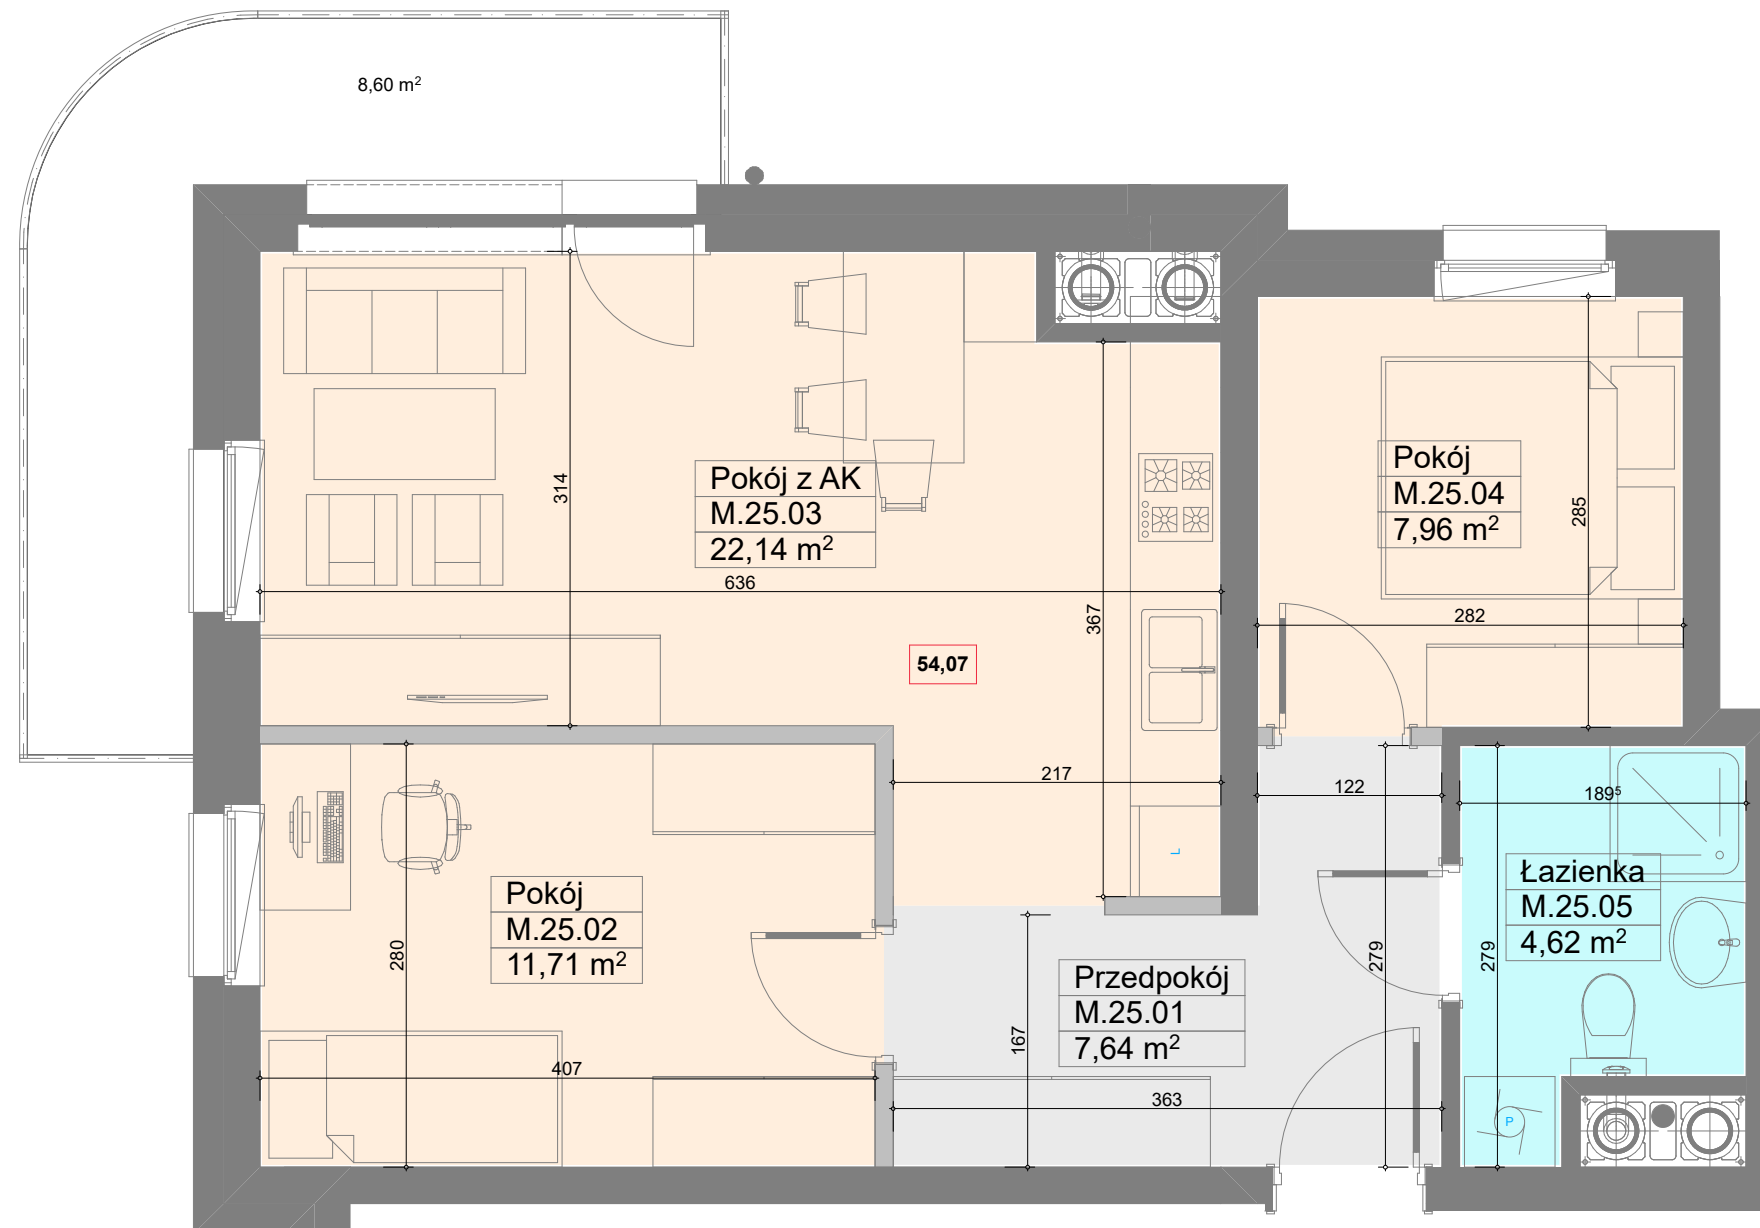 8,60 m²
Pokój z AK
M.25.03
22,14 m²
314
636
367
54,07
217
Pokój
M.25.04
7,96 m²
285
282
122
189⁵
Łazienka
M.25.05
4,62 m²
279
279
L
Pokój
M.25.02
11,71 m²
280
407
Przedpokój
M.25.01
7,64 m²
167
363
P